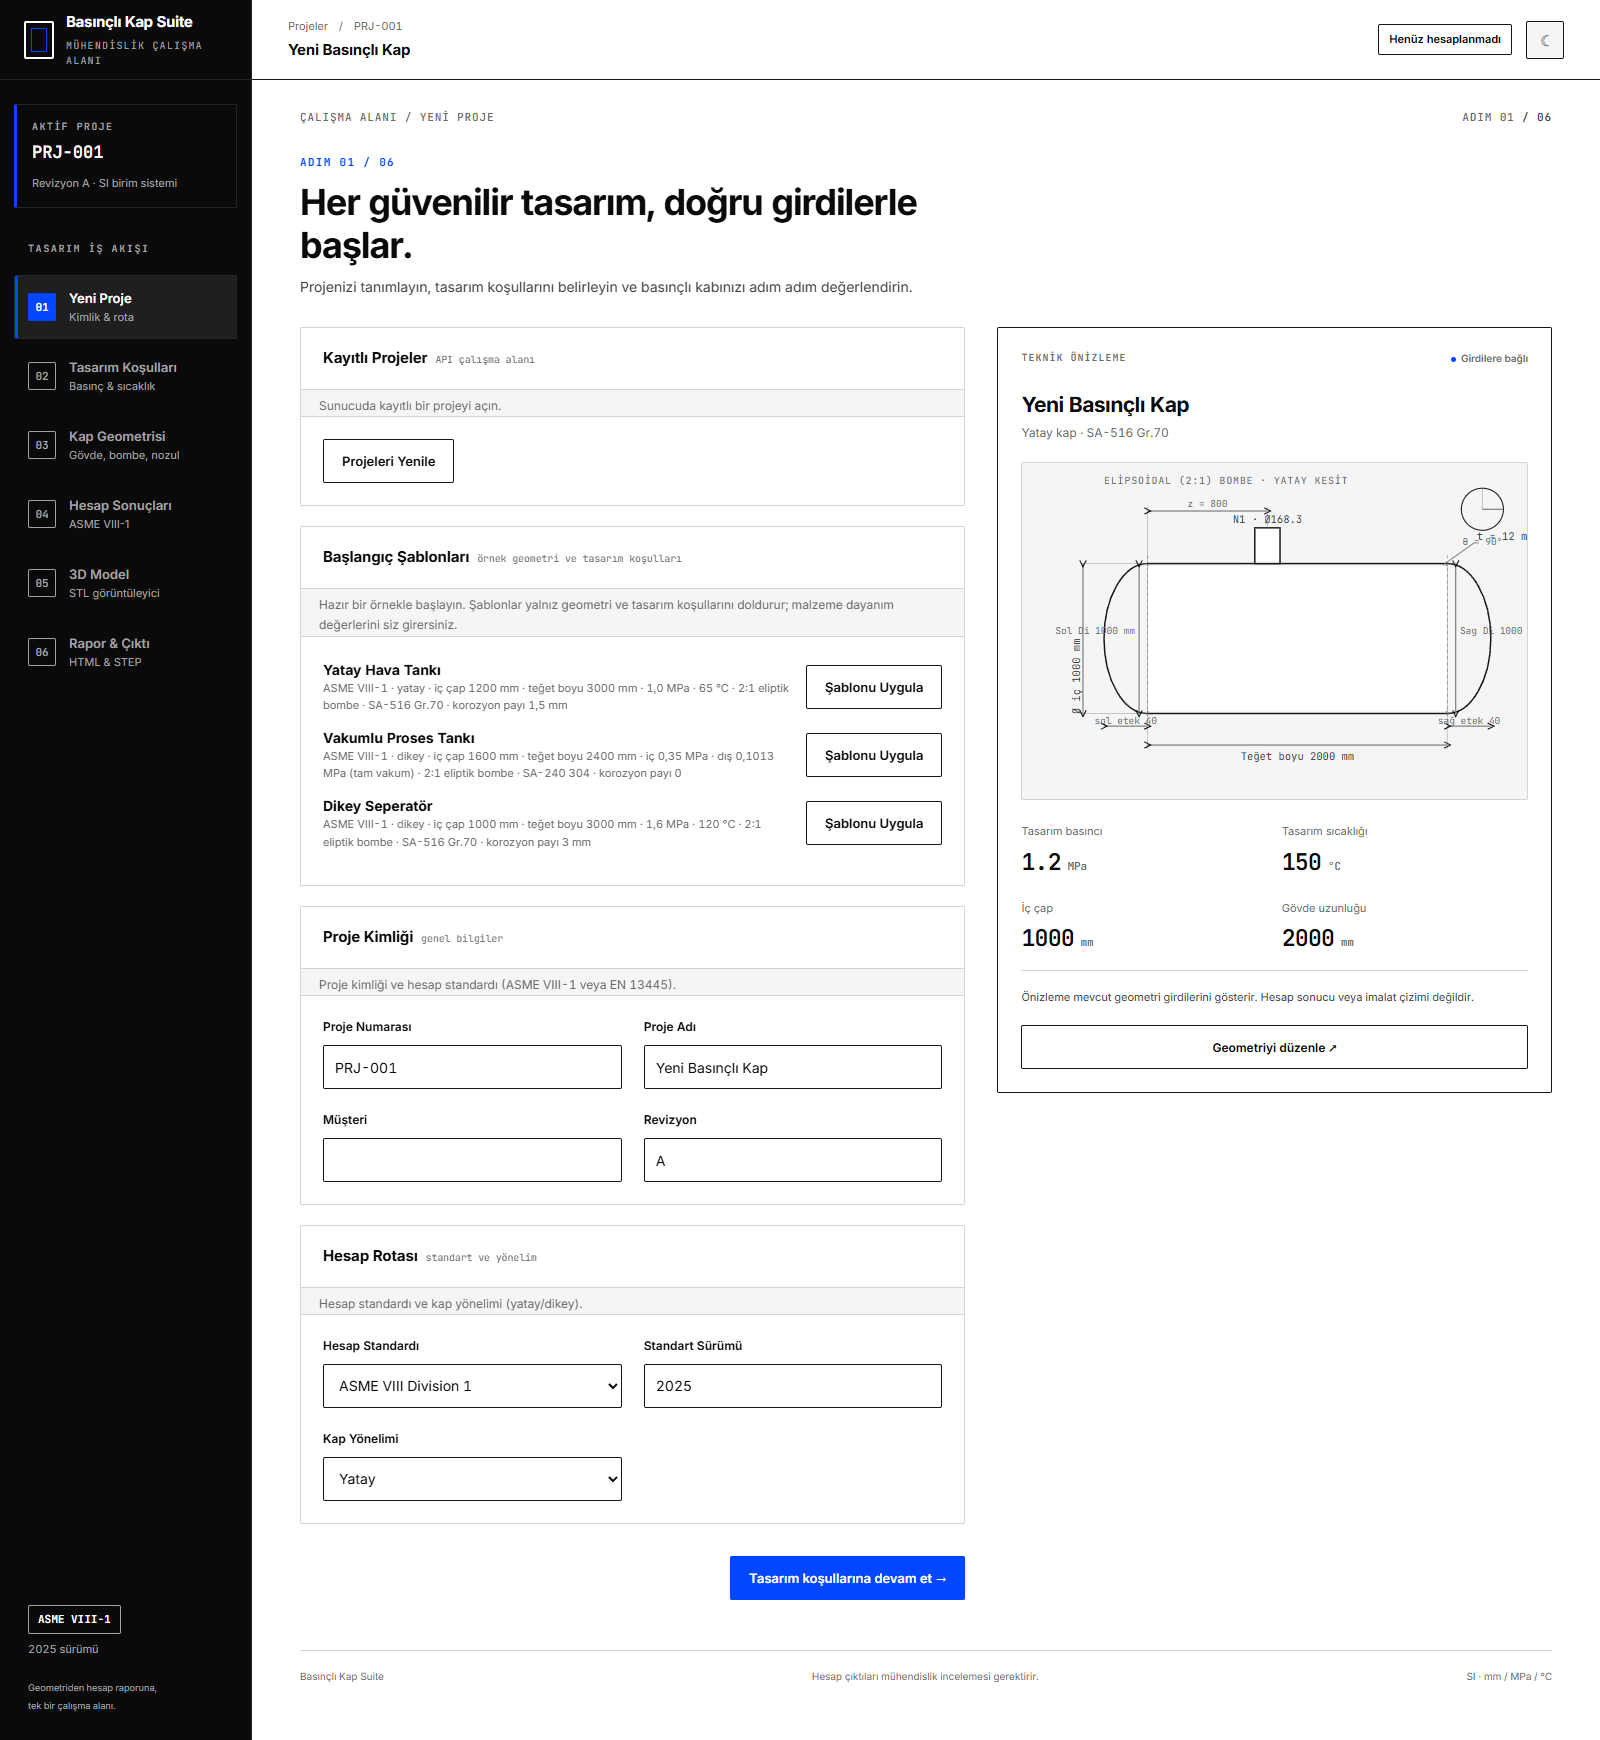 Basınçlı Kap Suite
MÜHENDİSLİK ÇALIŞMA
ALANI
AKTİF PROJE
PRJ-001
Revizyon A · SI birim sistemi
TASARIM İŞ AKIŞI
01
Yeni Proje
Kimlik & rota
02
Tasarım Koşulları
Basınç & sıcaklık
03
Kap Geometrisi
Gövde, bombe, nozul
04
Hesap Sonuçları
ASME VIII-1
05
3D Model
STL görüntüleyici
06
Rapor & Çıktı
HTML & STEP
ASME VIII-1
2025 sürümü
Geometriden hesap raporuna,
tek bir çalışma alanı.
Projeler / PRJ-001
Yeni Basınçlı Kap
Henüz hesaplanmadı
ÇALIŞMA ALANI / YENİ PROJE
ADIM 01 / 06
ADIM 01 / 06
Her güvenilir tasarım, doğru girdilerle
başlar.
Projenizi tanımlayın, tasarım koşullarını belirleyin ve basınçlı kabınızı adım adım değerlendirin.
Kayıtlı Projeler API çalışma alanı
Sunucuda kayıtlı bir projeyi açın.
Projeleri Yenile
Başlangıç Şablonları örnek geometri ve tasarım koşulları
Hazır bir örnekle başlayın. Şablonlar yalnız geometri ve tasarım koşullarını doldurur; malzeme dayanım
değerlerini siz girersiniz.
Yatay Hava Tankı
ASME VIII-1 · yatay · iç çap 1200 mm · teğet boyu 3000 mm · 1,0 MPa · 65 °C · 2:1 eliptik
bombe · SA-516 Gr.70 · korozyon payı 1,5 mm
Şablonu Uygula
Vakumlu Proses Tankı
ASME VIII-1 · dikey · iç çap 1600 mm · teğet boyu 2400 mm · iç 0,35 MPa · dış 0,1013
MPa (tam vakum) · 2:1 eliptik bombe · SA-240 304 · korozyon payı 0
Şablonu Uygula
Dikey Seperatör
ASME VIII-1 · dikey · iç çap 1000 mm · teğet boyu 3000 mm · 1,6 MPa · 120 °C · 2:1
eliptik bombe · SA-516 Gr.70 · korozyon payı 3 mm
Şablonu Uygula
Proje Kimliği genel bilgiler
Proje kimliği ve hesap standardı (ASME VIII-1 veya EN 13445).
Proje Numarası
PRJ-001
Proje Adı
Yeni Basınçlı Kap
Müşteri
Revizyon
A
Hesap Rotası standart ve yönelim
Hesap standardı ve kap yönelimi (yatay/dikey).
Hesap Standardı
ASME VIII Division 1
Standart Sürümü
2025
Kap Yönelimi
Yatay
Tasarım koşullarına devam et →
TEKNİK ÖNİZLEME
Girdilere bağlı
Yeni Basınçlı Kap
Yatay kap · SA-516 Gr.70
ELİPSOİDAL (2:1) BOMBE · YATAY KESİT
z = 800
N1 · Ø168.3
t = 12 m
θ = 90°
Sol Di 1000 mm
Sag Di 1000
Ø iç 1000 mm
sol etek 40
sağ etek 40
Teğet boyu 2000 mm
Tasarım basıncı
1.2 MPa
Tasarım sıcaklığı
150 °C
İç çap
1000 mm
Gövde uzunluğu
2000 mm
Önizleme mevcut geometri girdilerini gösterir. Hesap sonucu veya imalat çizimi değildir.
Geometriyi düzenle ↗
Basınçlı Kap Suite
Hesap çıktıları mühendislik incelemesi gerektirir.
SI · mm / MPa / °C